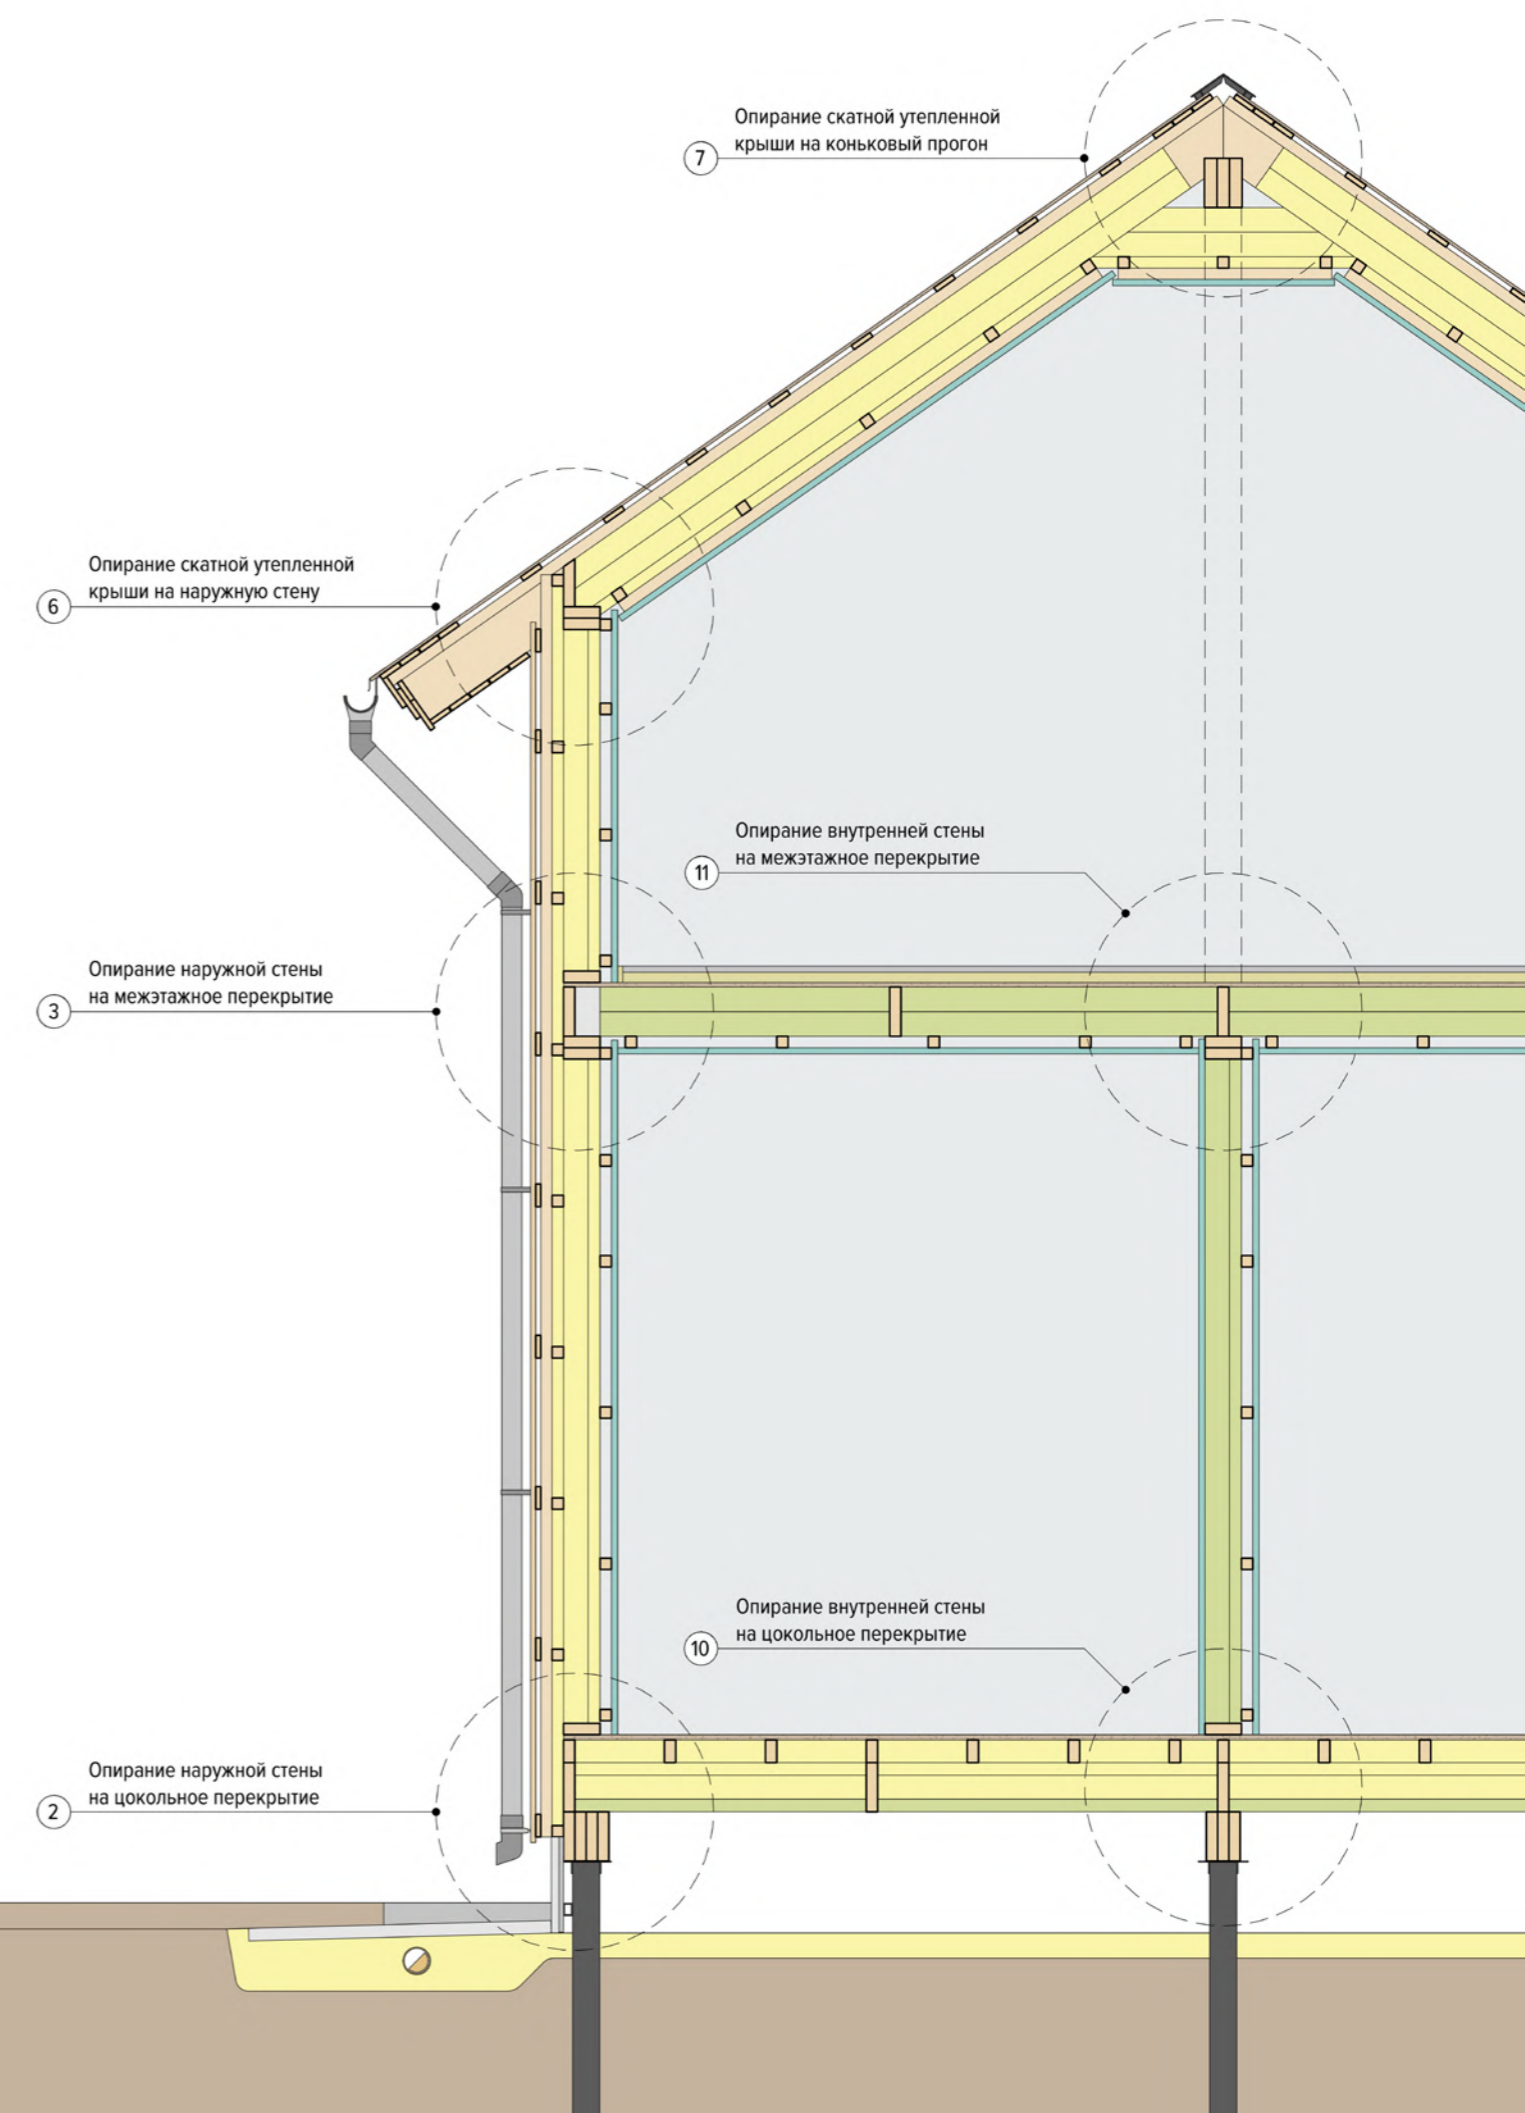 Опирание скатной утепленной
крыши на коньковый прогон
7
Опирание скатной утепленной
крыши на наружную стену
6
Опирание внутренней стены
на межэтажное перекрытие
11
Опирание наружной стены
на межэтажное перекрытие
3
Опирание внутренней стены
на цокольное перекрытие
10
Опирание наружной стены
на цокольное перекрытие
2